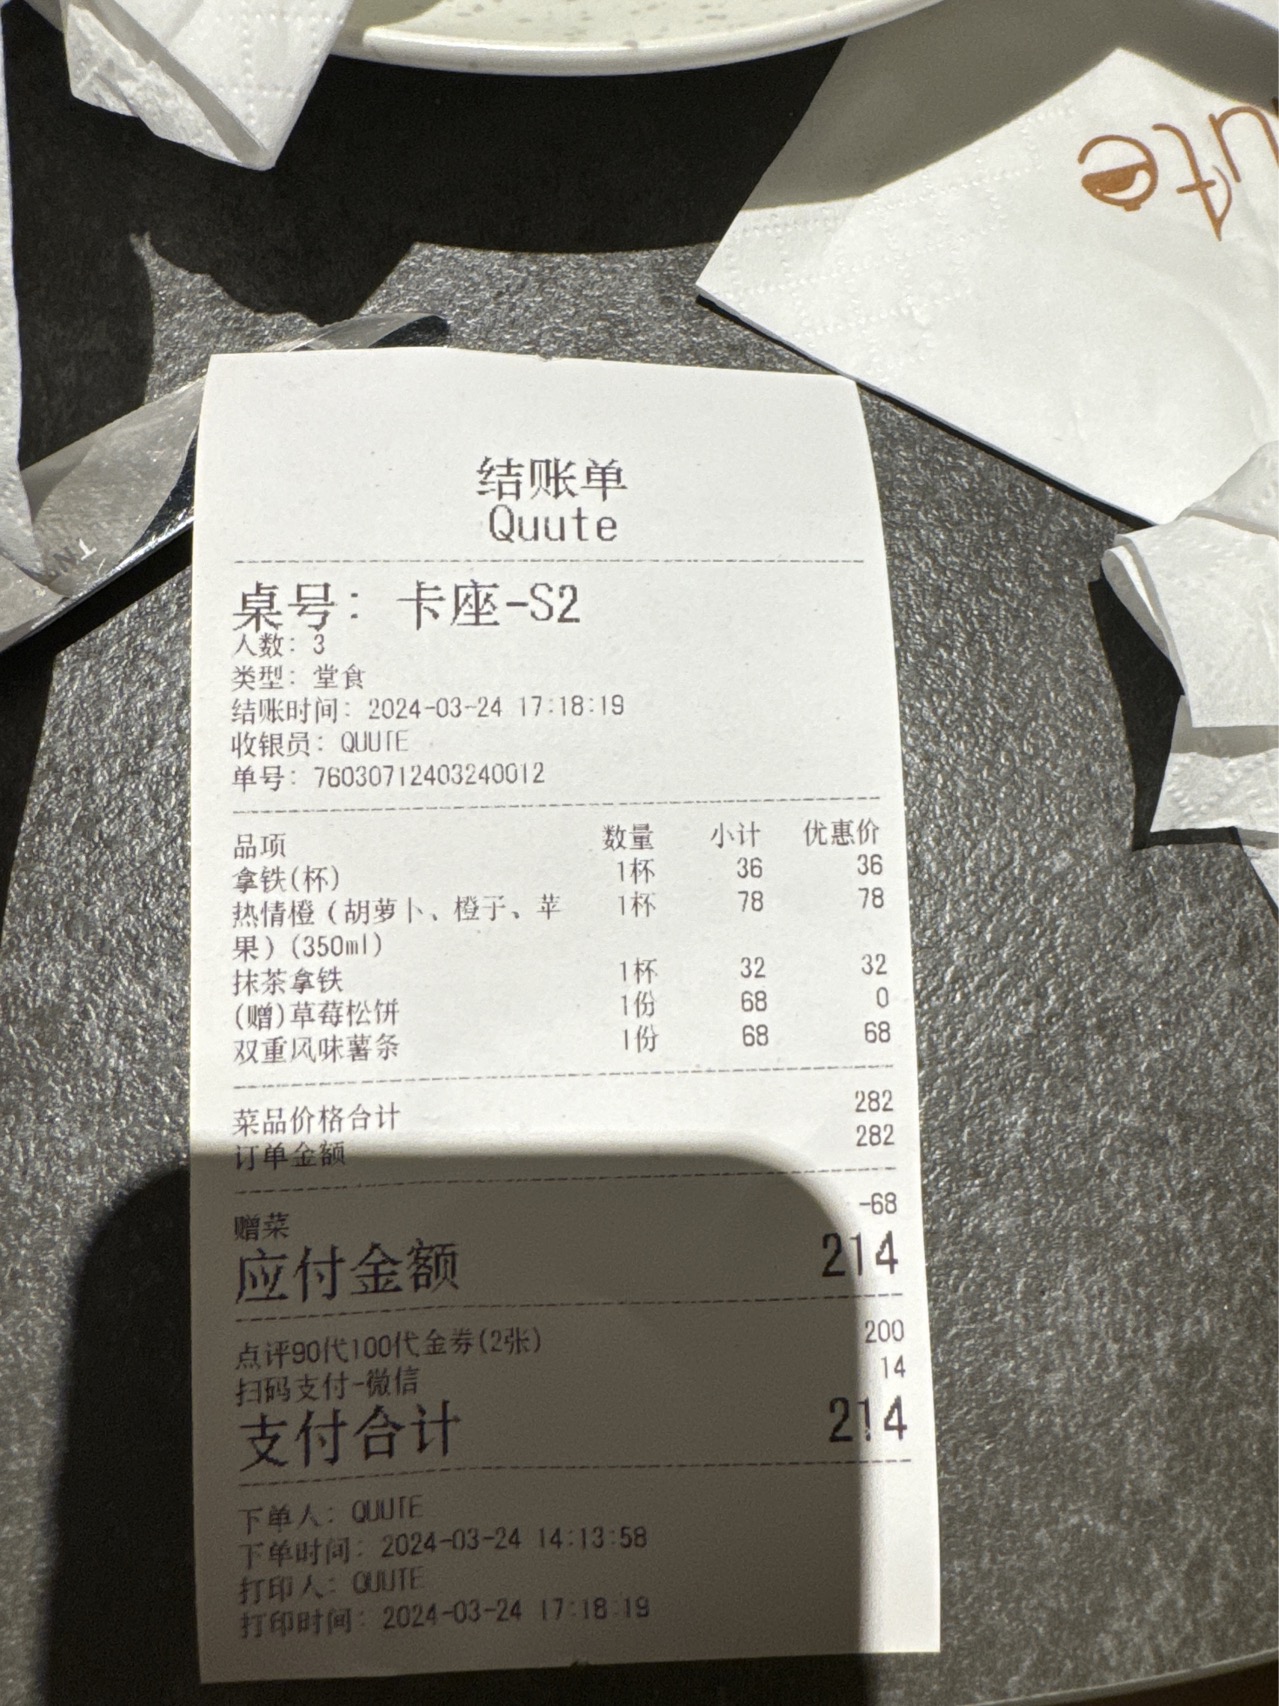 ute
结账单
Quute
桌号: 卡座-S2
人数: 3
类型: 堂食
结账时间: 2024-03-24 17:18:19
收银员: QUUTE
单号: 76030712403240012
品项 数量 小计 优惠价
拿铁(杯) 1杯 36 36
热情橙(胡萝卜、橙子、苹 1杯 78 78
果)(350ml)
抹茶拿铁 1杯 32 32
(赠)草莓松饼 1份 68 0
双重风味薯条 1份 68 68
菜品价格合计 282
订单金额 282
赠菜 -68
应付金额 214
点评90代100代金券(2张) 200
扫码支付-微信 14
支付合计 214
下单人: QUUTE
下单时间: 2024-03-24 14:13:58
打印人: QUUTE
打印时间: 2024-03-24 17:18:19